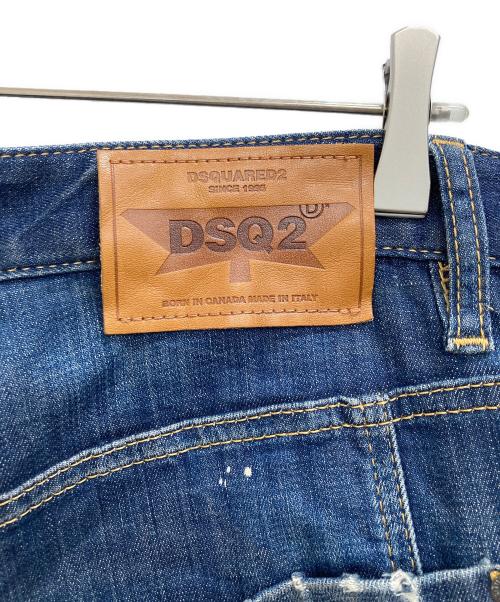 DSQUARED2
SINCE 1995
DSQ2 D
BORN IN CANADA MADE IN ITALY